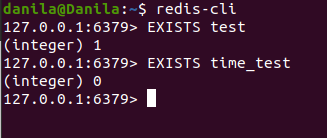 danila@Danila:~$ redis-cli
127.0.0.1:6379> EXISTS test
(integer) 1
127.0.0.1:6379> EXISTS time_test
(integer) 0
127.0.0.1:6379>